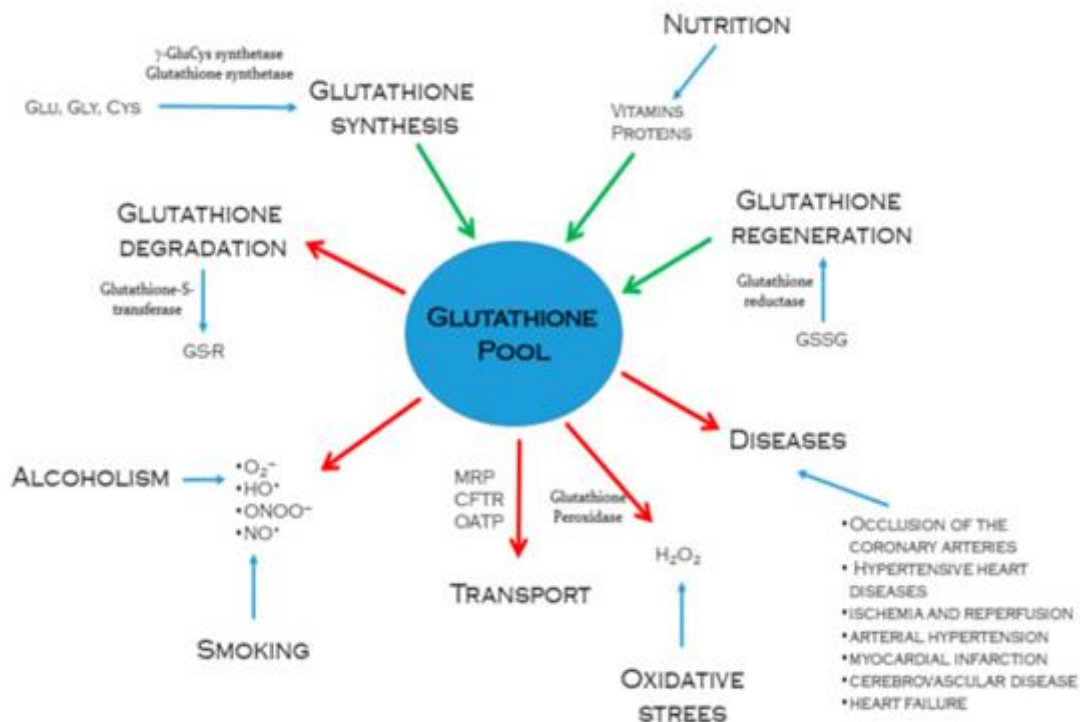 NUTRITION
γ-GluCys synthetase
Glutathione synthetase
GLU, GLY, CYS
GLUTATHIONE
SYNTHESIS
VITAMINS
PROTEINS
GLUTATHIONE
DEGRADATION
GLUTATHIONE
REGENERATION
Glutathione-S-
transferase
GS-R
Glutathione
reductase
GSSG
GLUTATHIONE
POOL
ALCOHOLISM
•O₂⁻
•HO•
•ONOO⁻
•NO•
SMOKING
MRP
CFTR
OATP
TRANSPORT
Glutathione
Peroxidase
H₂O₂
OXIDATIVE
STREES
DISEASES
•OCCLUSION OF THE
CORONARY ARTERIES
• HYPERTENSIVE HEART
DISEASES
•ISCHEMIA AND REPERFUSION
•ARTERIAL HYPERTENSION
•MYOCARDIAL INFARCTION
•CEREBROVASCULAR DISEASE
•HEART FAILURE